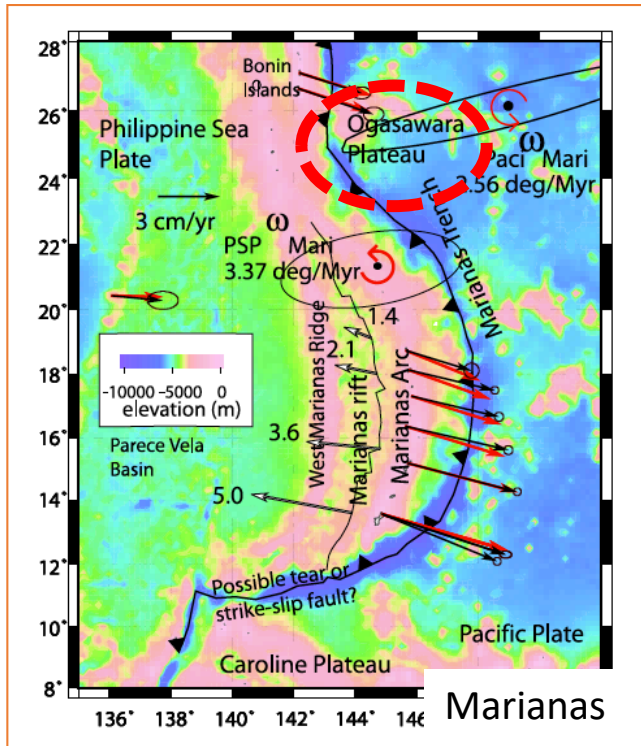 28°
26°
24°
22°
20°
18°
16°
14°
12°
10°
8°
Bonin
Islands
Philippine Sea
Plate
Ogasawara
Plateau
ω
Paci Mari
2.56 deg/Myr
3 cm/yr
Marianas Trench
ω
PSP Mari
3.37 deg/Myr
1.4
2.1
3.6
5.0
West Marianas Ridge
Marianas rift
Marianas Arc
-10000 -5000 0
elevation (m)
Parece Vela
Basin
Possible tear or
strike-slip fault?
Pacific Plate
Caroline Plateau
136° 138° 140° 142° 144° 146
Marianas